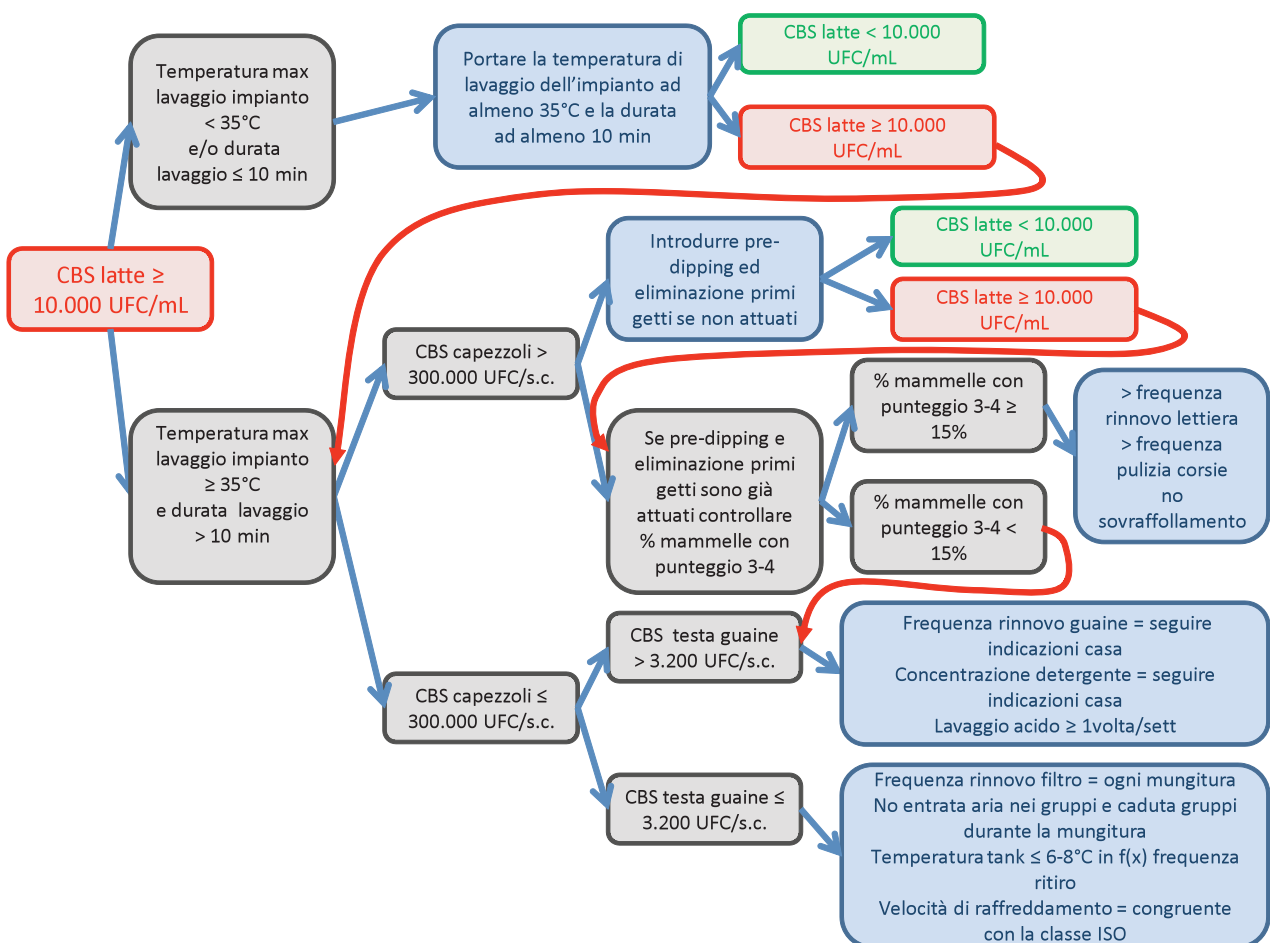 CBS latte ≥
10.000 UFC/mL
Temperatura max
lavaggio impianto
< 35°C
e/o durata
lavaggio ≤ 10 min
Portare la temperatura di
lavaggio dell'impianto ad
almeno 35°C e la durata
ad almeno 10 min
CBS latte < 10.000
UFC/mL
CBS latte ≥ 10.000
UFC/mL
Temperatura max
lavaggio impianto
≥ 35°C
e durata lavaggio
> 10 min
CBS capezzoli >
300.000 UFC/s.c.
Introdurre pre-
dipping ed
eliminazione primi
getti se non attuati
CBS latte < 10.000
UFC/mL
CBS latte ≥ 10.000
UFC/mL
Se pre-dipping e
eliminazione primi
getti sono già
attuati controllare
% mammelle con
punteggio 3-4
% mammelle con
punteggio 3-4 ≥
15%
> frequenza
rinnovo lettiera
> frequenza
pulizia corsie
no
sovraffollamento
% mammelle con
punteggio 3-4 <
15%
CBS capezzoli ≤
300.000 UFC/s.c.
CBS testa guaine
> 3.200 UFC/s.c.
Frequenza rinnovo guaine = seguire
indicazioni casa
Concentrazione detergente = seguire
indicazioni casa
Lavaggio acido ≥ 1volta/sett
CBS testa guaine ≤
3.200 UFC/s.c.
Frequenza rinnovo filtro = ogni mungitura
No entrata aria nei gruppi e caduta gruppi
durante la mungitura
Temperatura tank ≤ 6-8°C in f(x) frequenza
ritiro
Velocità di raffreddamento = congruente
con la classe ISO